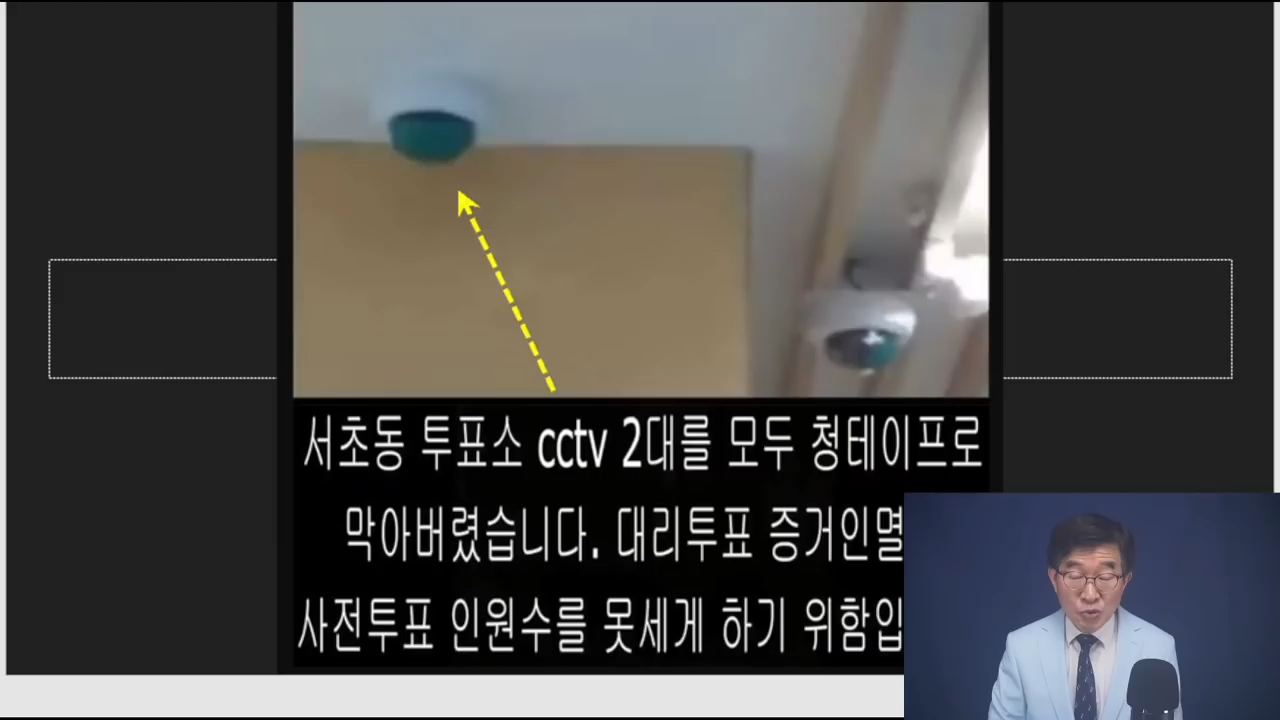 서초동 투표소 cctv 2대를 모두 청테이프로
막아버렸습니다. 대리투표 증거인멸
사전투표 인원수를 못세게 하기 위함입